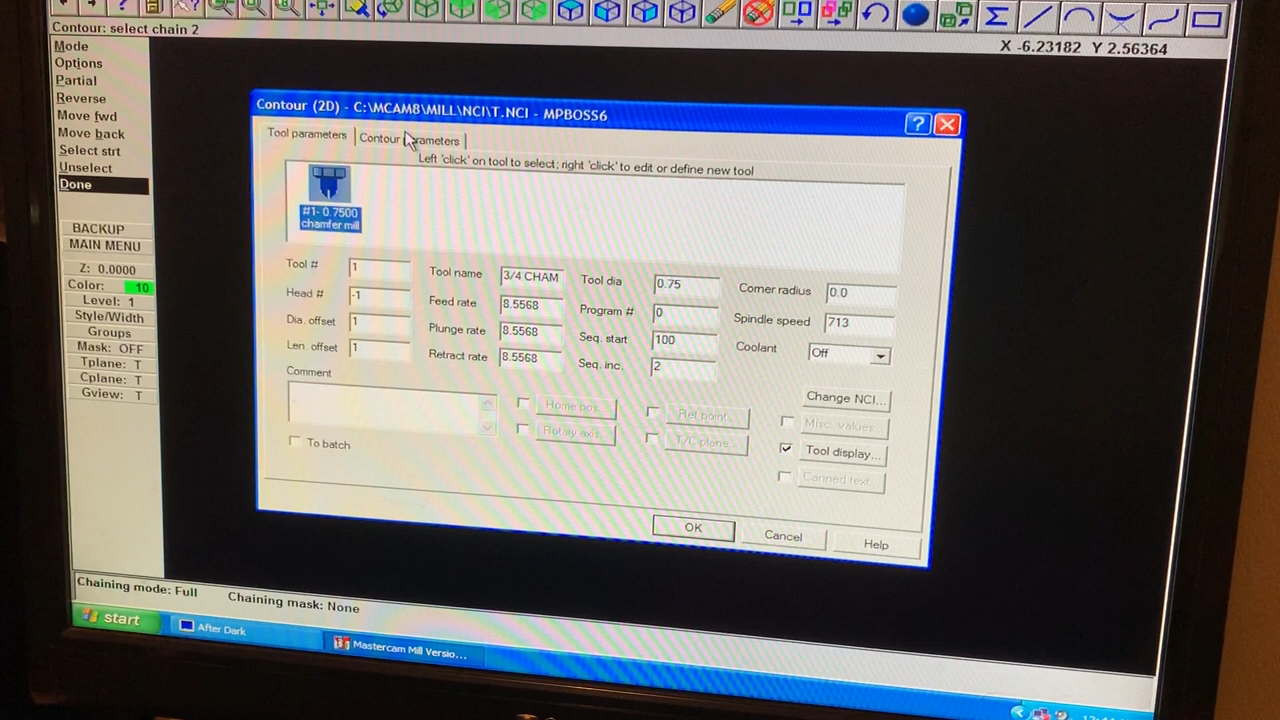 Contour: select chain 2
X -6.23182 Y 2.56364
Mode
Options
Partial
Reverse
Move fwd
Move back
Select strt
Unselect
Done
BACKUP
MAIN MENU
Z: 0.0000
Color: 10
Level: 1
Style/Width
Groups
Mask: OFF
Tplane: T
Cplane: T
Gview: T
Contour (2D) - C:\MCAM8\MILL\NCI\T.NCI - MPBOSS6
Tool parameters
Contour parameters
Left 'click' on tool to select; right 'click' to edit or define new tool
#1- 0.7500
chamfer mill
Tool # 1
Tool name 3/4 CHAM
Tool dia 0.75
Corner radius 0.0
Head # -1
Feed rate 8.5568
Program # 0
Spindle speed 713
Dia. offset 1
Plunge rate 8.5568
Seq. start 100
Coolant Off
Len. offset 1
Retract rate 8.5568
Seq. inc. 2
Comment
Change NCI...
Home pos...
Ref point...
Misc. values...
Rotary axis...
T/C plane...
Tool display...
To batch
Canned text...
OK
Cancel
Help
Chaining mode: Full
Chaining mask: None
start
After Dark
Mastercam Mill Versio...